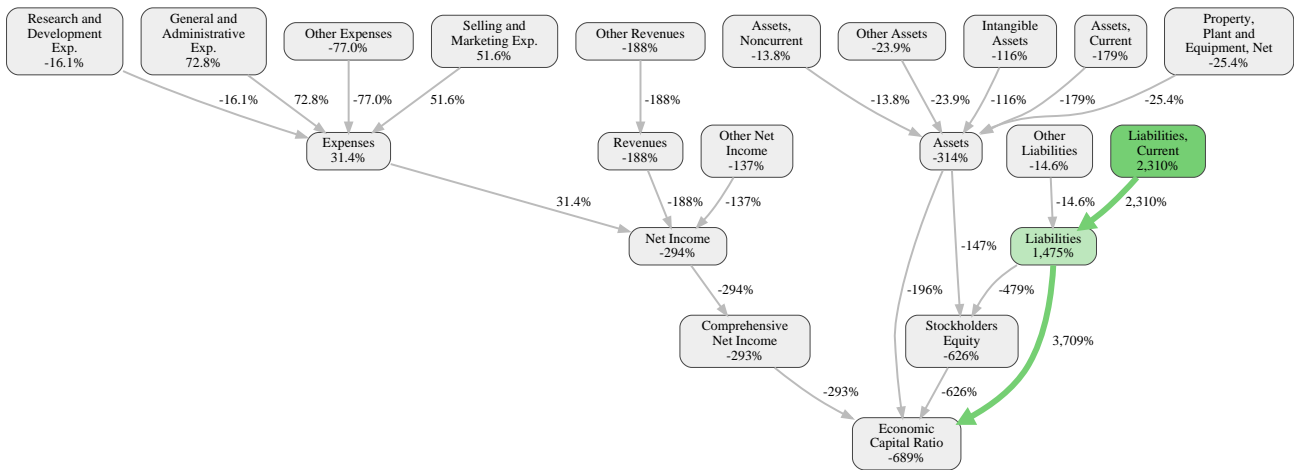 Research and
Development
Exp.
-16.1%
General and
Administrative
Exp.
72.8%
Other Expenses
-77.0%
Selling and
Marketing Exp.
51.6%
Other Revenues
-188%
Assets,
Noncurrent
-13.8%
Other Assets
-23.9%
Intangible
Assets
-116%
Assets,
Current
-179%
Property,
Plant and
Equipment, Net
-25.4%
-16.1%
72.8%
-77.0%
51.6%
-188%
-13.8%
-23.9%
-116%
-179%
-25.4%
Expenses
31.4%
Revenues
-188%
Other Net
Income
-137%
Assets
-314%
Other
Liabilities
-14.6%
Liabilities,
Current
2,310%
31.4%
-188%
-137%
-14.6%
2,310%
Net Income
-294%
-147%
Liabilities
1,475%
-294%
-196%
-479%
Comprehensive
Net Income
-293%
Stockholders
Equity
-626%
3,709%
-293%
-626%
Economic
Capital Ratio
-689%